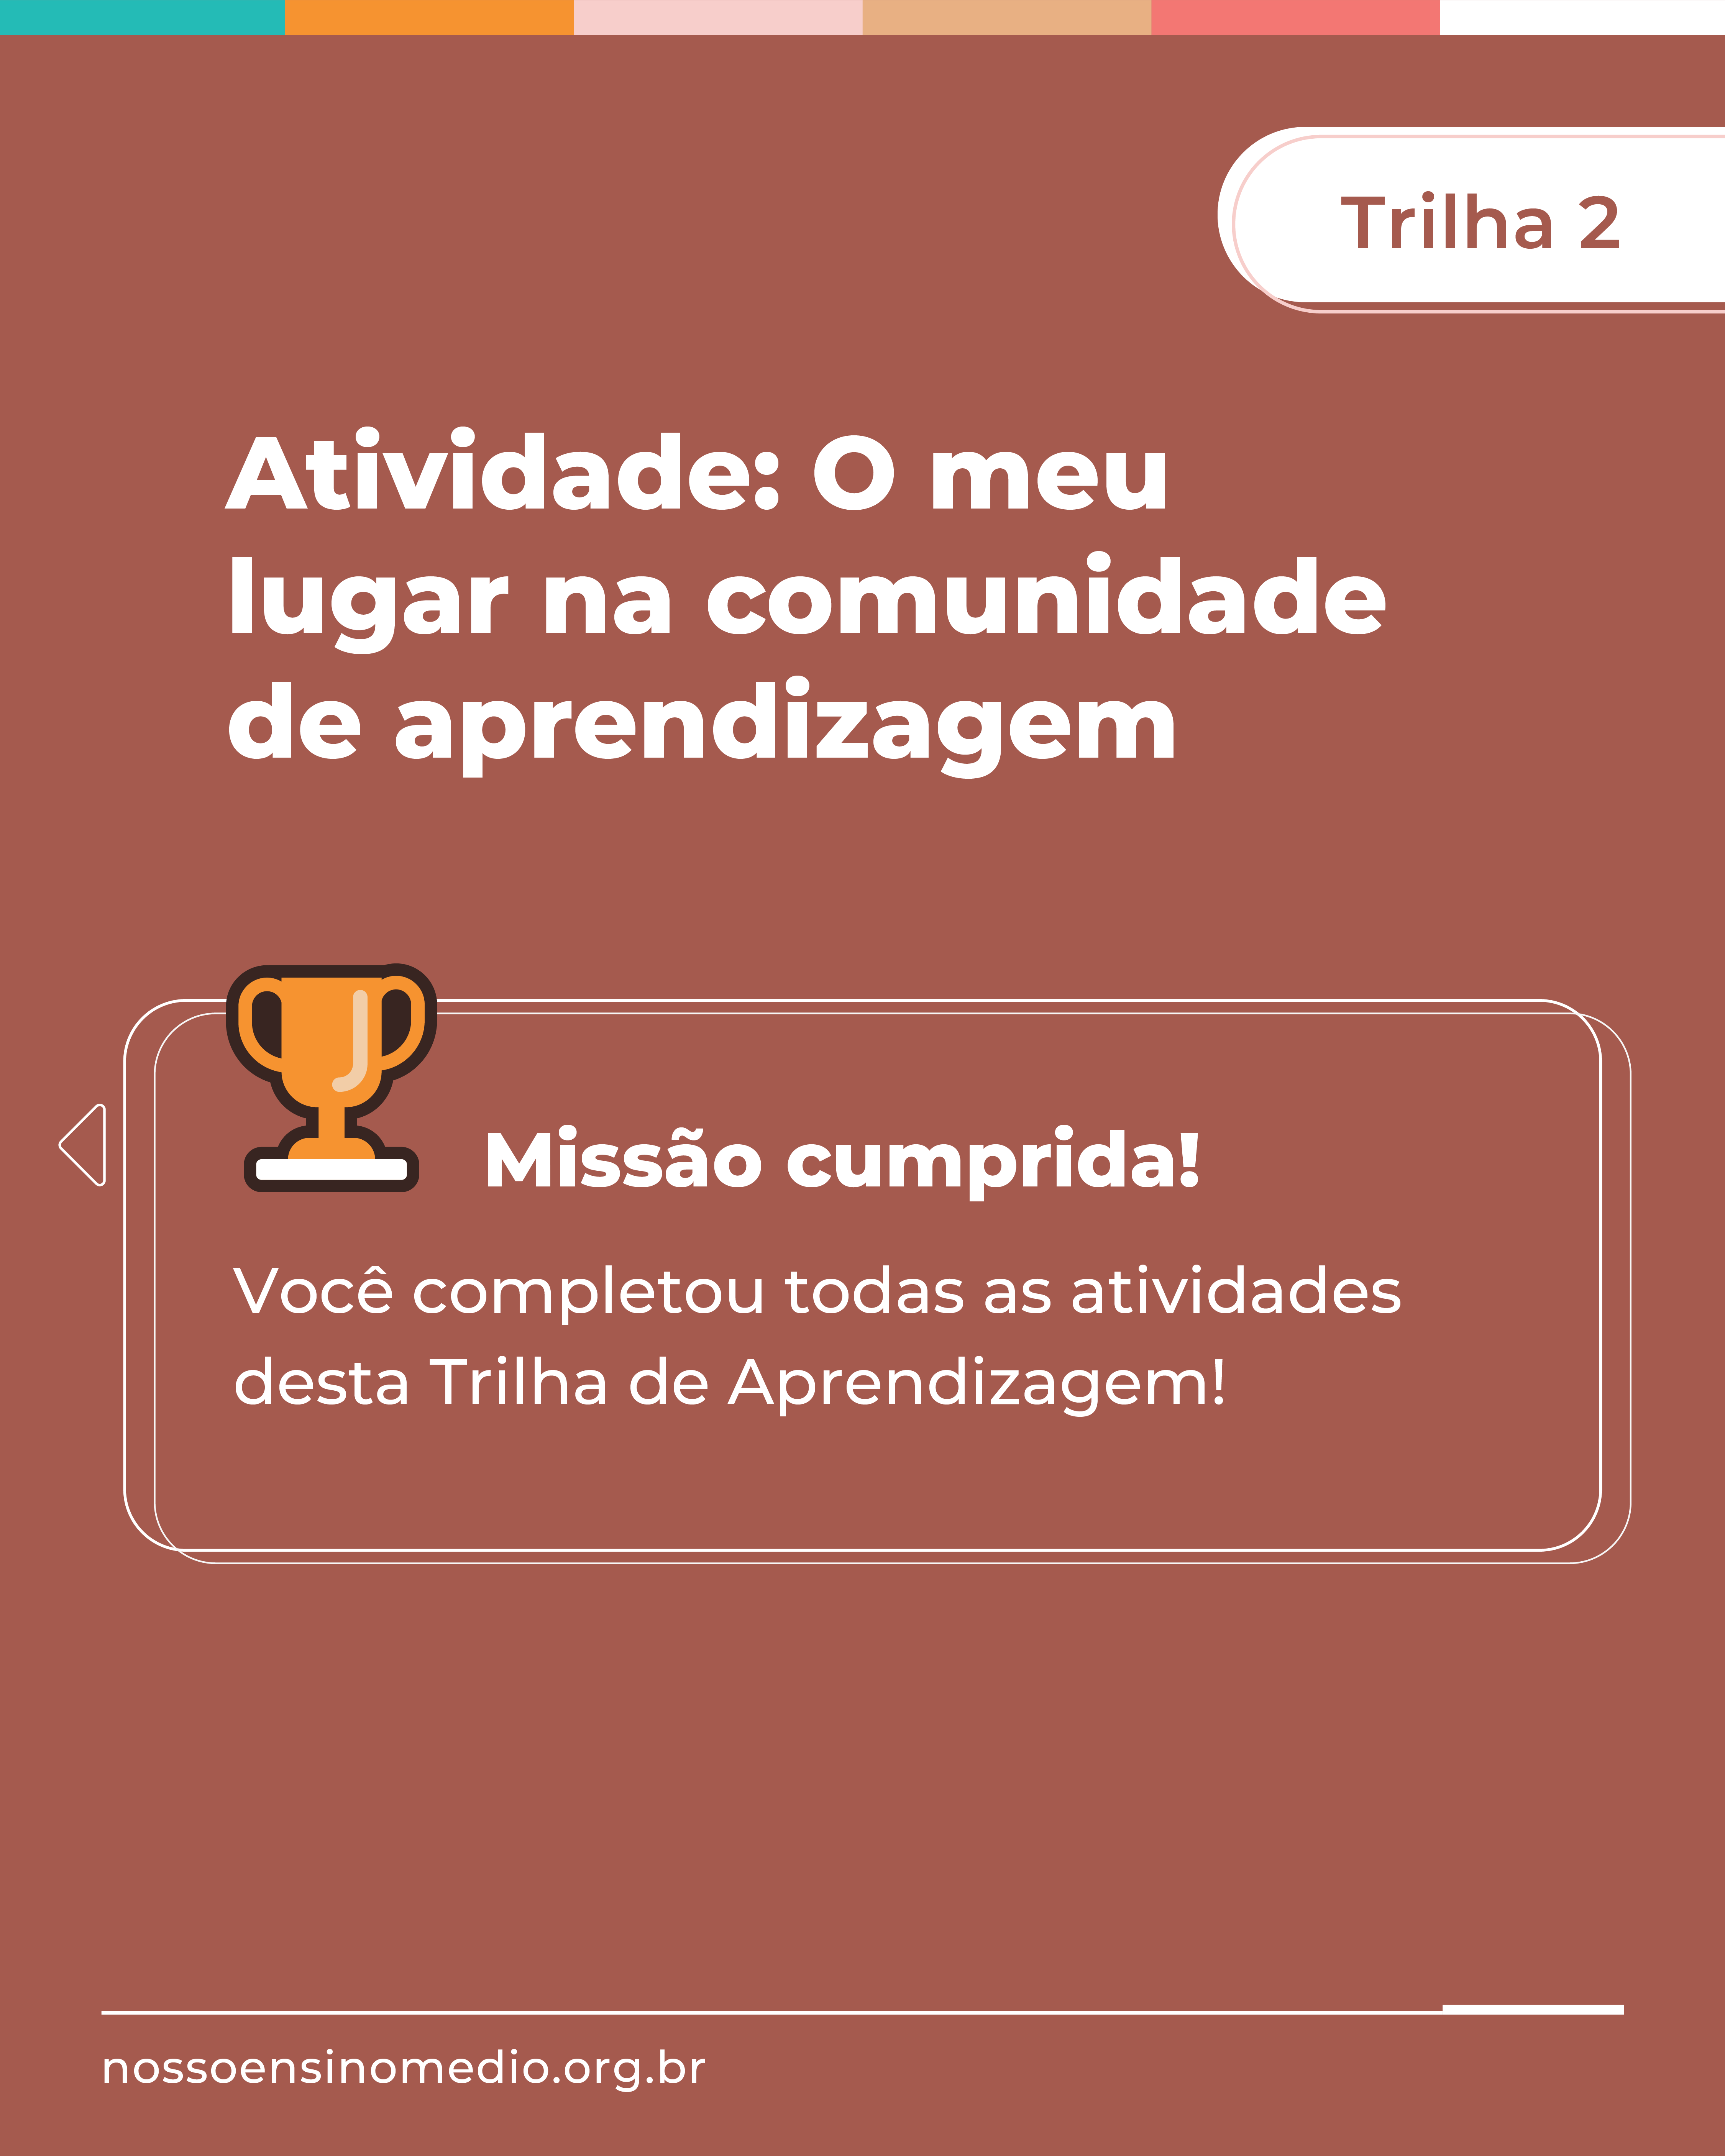 Trilha 2
Atividade: O meu
lugar na comunidade
de aprendizagem
Missão cumprida!
Você completou todas as atividades
desta Trilha de Aprendizagem!
nossoensinomedio.org.br